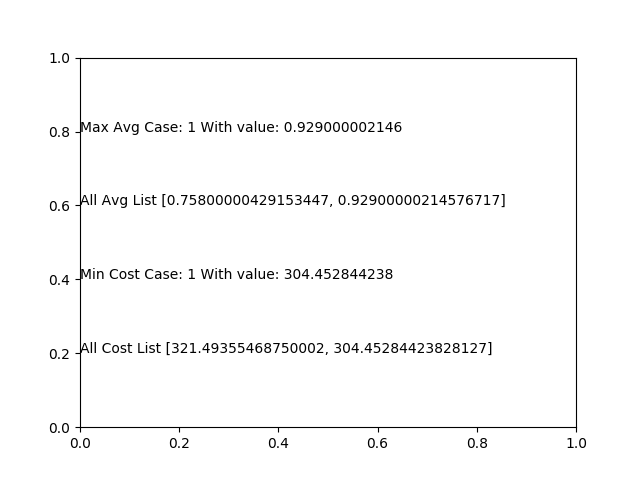 1.0
0.8
Max Avg Case: 1 With value: 0.929000002146
0.6
All Avg List [0.75800000429153447, 0.92900000214576717]
0.4
Min Cost Case: 1 With value: 304.452844238
0.2
All Cost List [321.49355468750002, 304.45284423828127]
0.0
0.0 0.2 0.4 0.6 0.8 1.0